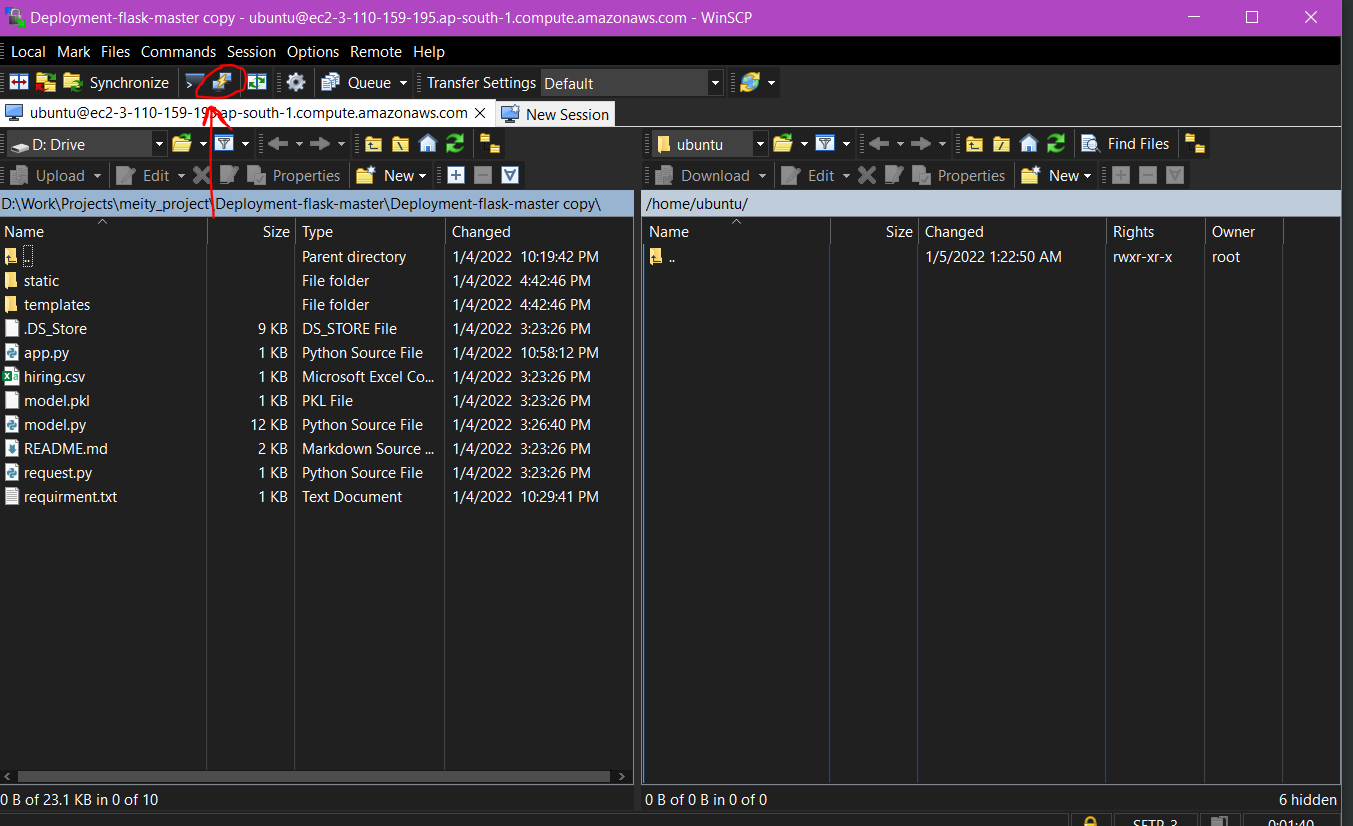 Deployment-flask-master copy - ubuntu@ec2-3-110-159-195.ap-south-1.compute.amazonaws.com - WinSCP
Local Mark Files Commands Session Options Remote Help
Synchronize Queue Transfer Settings Default
ubuntu@ec2-3-110-159-195.ap-south-1.compute.amazonaws.com New Session
D: Drive ubuntu Find Files
Upload Edit Properties New Download Edit Properties New
D:\Work\Projects\meity_project\Deployment-flask-master\Deployment-flask-master copy\ /home/ubuntu/
Name Size Type Changed Name Size Changed Rights Owner
.. Parent directory 1/4/2022 10:19:42 PM .. 1/5/2022 1:22:50 AM rwxr-xr-x root
static File folder 1/4/2022 4:42:46 PM
templates File folder 1/4/2022 4:42:46 PM
.DS_Store 9 KB DS_STORE File 1/4/2022 3:23:26 PM
app.py 1 KB Python Source File 1/4/2022 10:58:12 PM
hiring.csv 1 KB Microsoft Excel Co... 1/4/2022 3:23:26 PM
model.pkl 1 KB PKL File 1/4/2022 3:23:26 PM
model.py 12 KB Python Source File 1/4/2022 3:26:40 PM
README.md 2 KB Markdown Source ... 1/4/2022 3:23:26 PM
request.py 1 KB Python Source File 1/4/2022 3:23:26 PM
requirment.txt 1 KB Text Document 1/4/2022 10:29:41 PM
0 B of 23.1 KB in 0 of 10 0 B of 0 B in 0 of 0 6 hidden
SFTP-3 0:01:40